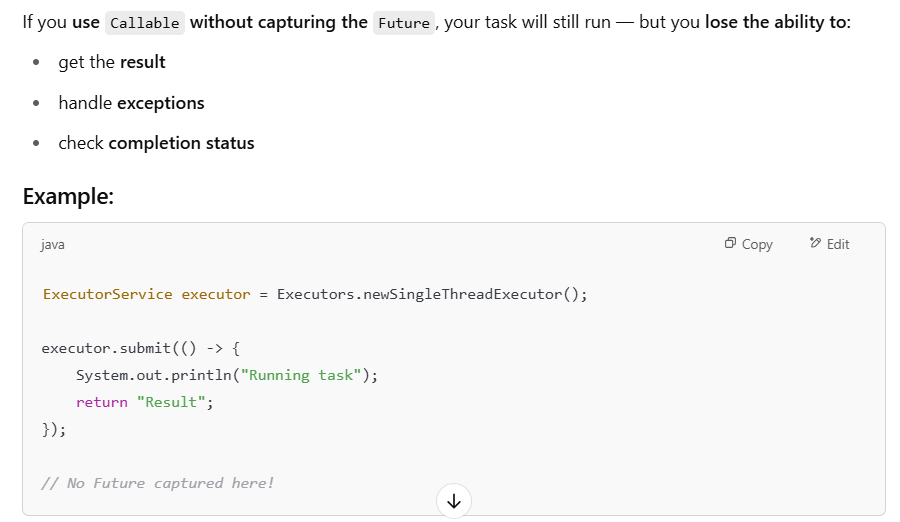 If you use Callable without capturing the Future, your task will still run — but you lose the ability to:
• get the result
• handle exceptions
• check completion status
Example:
java Copy Edit
ExecutorService executor = Executors.newSingleThreadExecutor();
executor.submit(() -> {
    System.out.println("Running task");
    return "Result";
});
// No Future captured here!